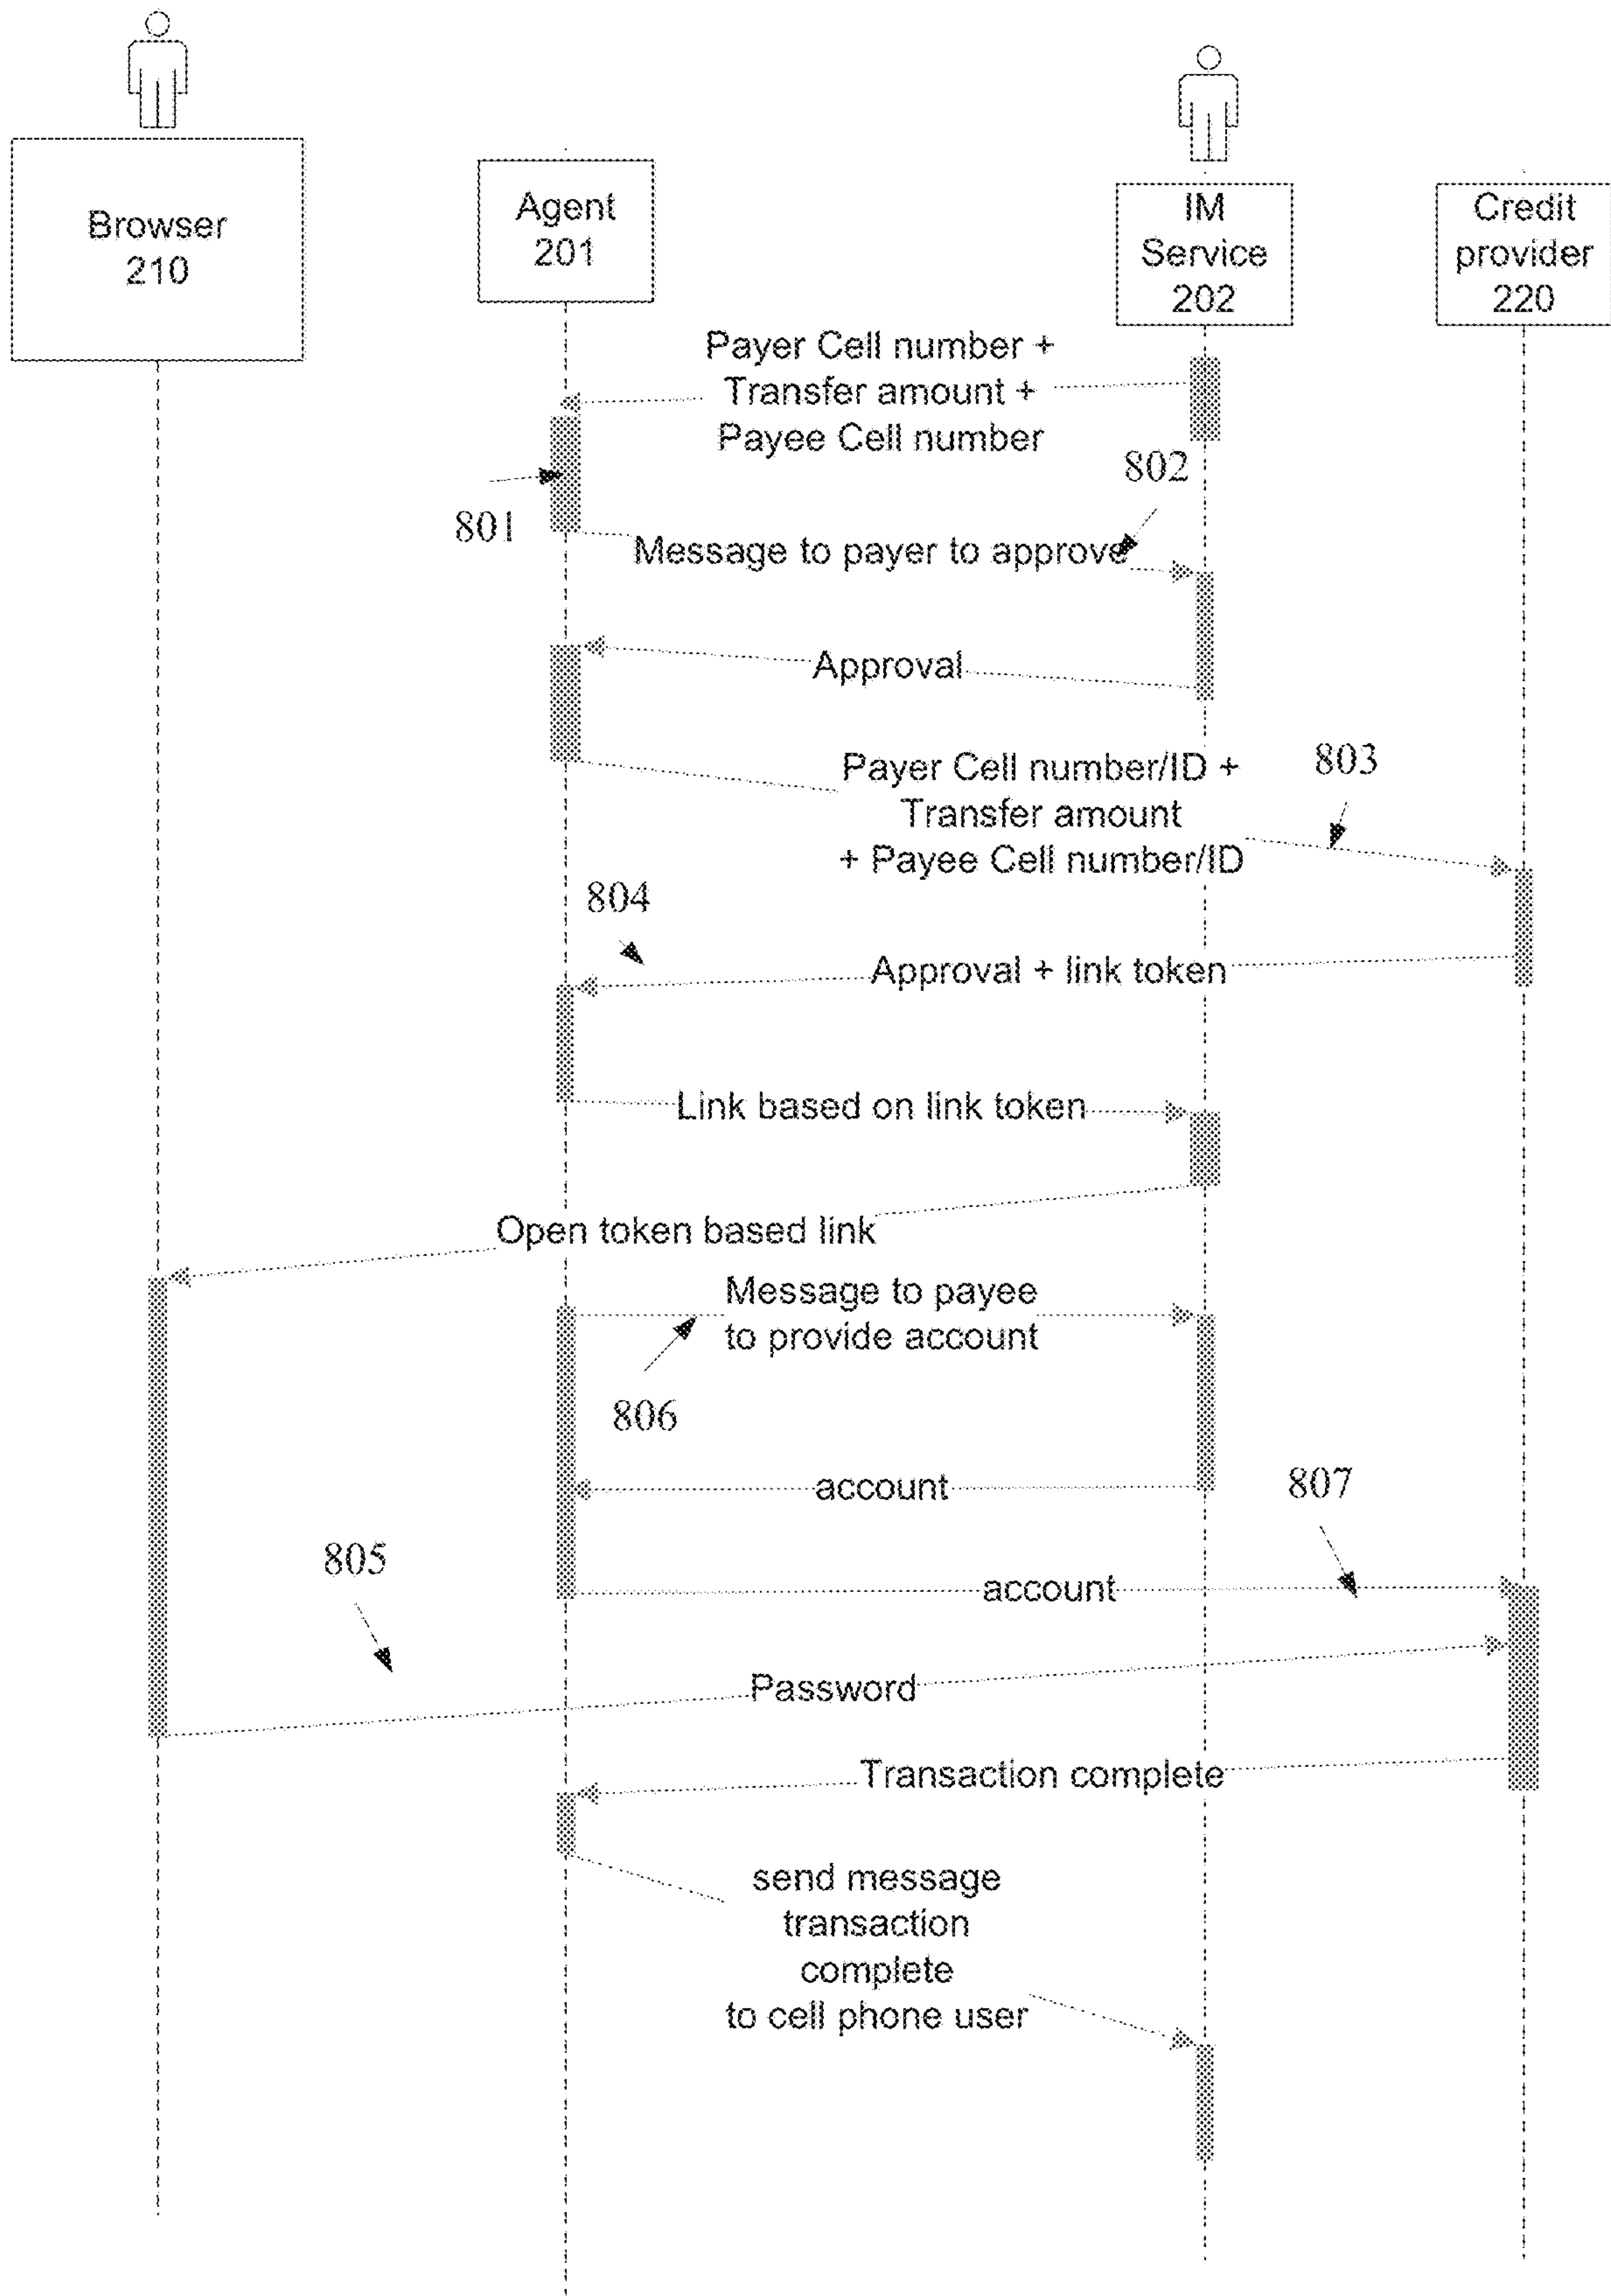 Browser
210
Agent
201
IM
Service
202
Credit
provider
220
Payer Cell number +
Transfer amount +
Payee Cell number
802
801
Message to payer to approve
Approval
Payer Cell number/ID +
Transfer amount
+ Payee Cell number/ID
803
804
Approval + link token
Link based on link token
Open token based link
Message to payee
to provide account
806
account
807
805
account
Password
Transaction complete
send message
transaction
complete
to cell phone user